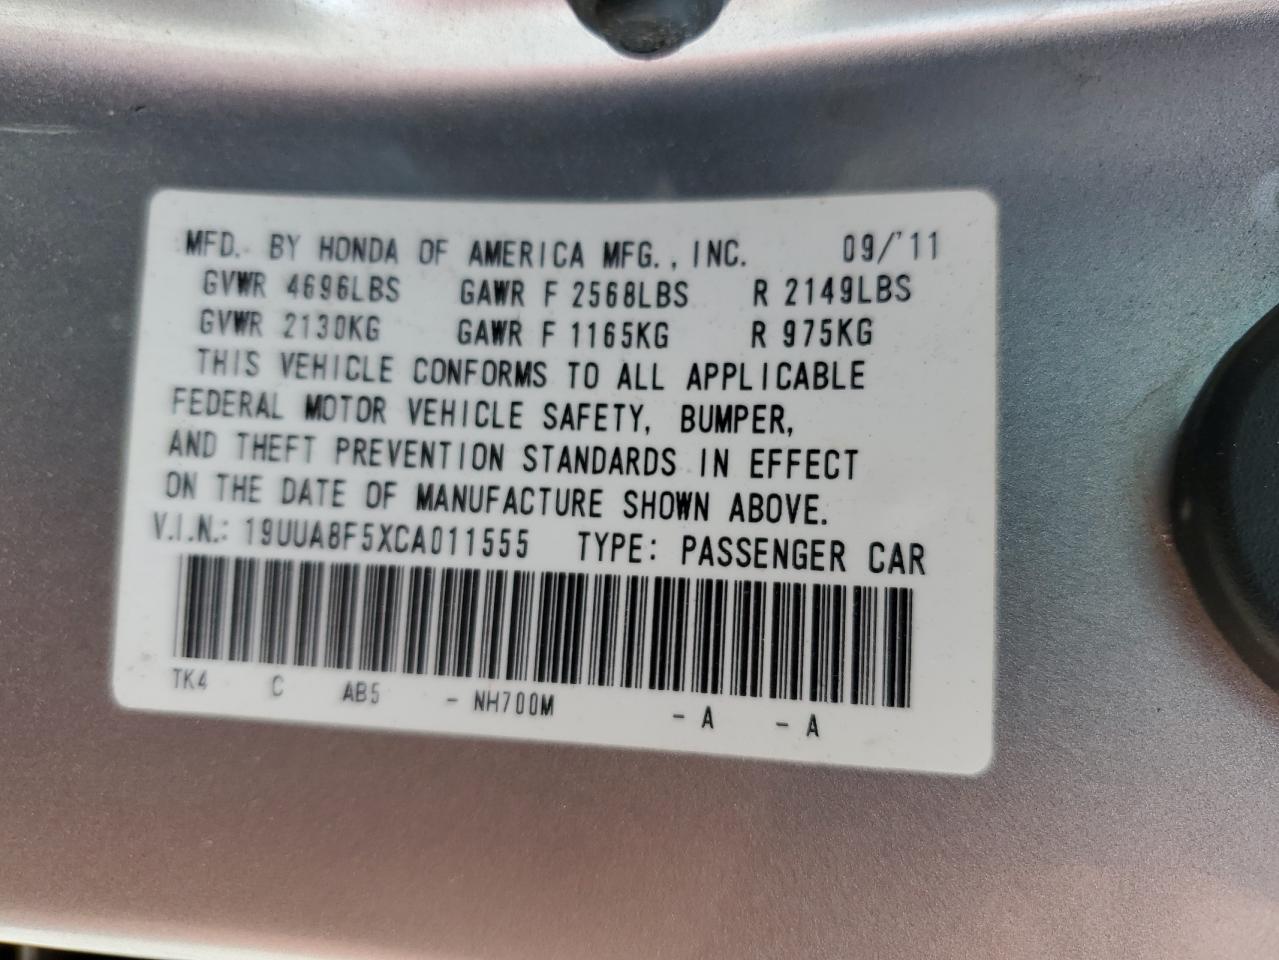 MFD. BY HONDA OF AMERICA MFG., INC. 09/'11
GVWR 4696LBS GAWR F 2568LBS R 2149LBS
GVWR 2130KG GAWR F 1165KG R 975KG
THIS VEHICLE CONFORMS TO ALL APPLICABLE
FEDERAL MOTOR VEHICLE SAFETY, BUMPER,
AND THEFT PREVENTION STANDARDS IN EFFECT
ON THE DATE OF MANUFACTURE SHOWN ABOVE.
V.I.N.: 19UUA8F5XCA011555 TYPE: PASSENGER CAR
TK4 C AB5 - NH700M - A - A